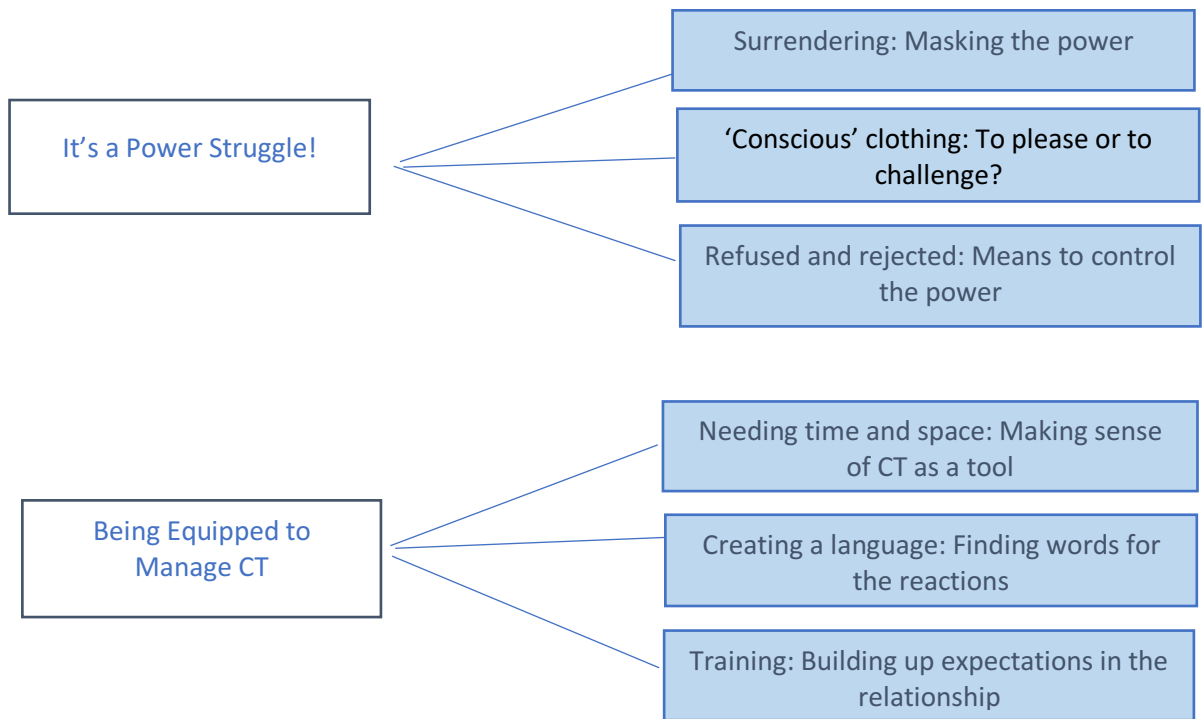 It's a Power Struggle!
Surrendering: Masking the power
‘Conscious’ clothing: To please or to
challenge?
Refused and rejected: Means to control
the power
Being Equipped to
Manage CT
Needing time and space: Making sense
of CT as a tool
Creating a language: Finding words for
the reactions
Training: Building up expectations in the
relationship